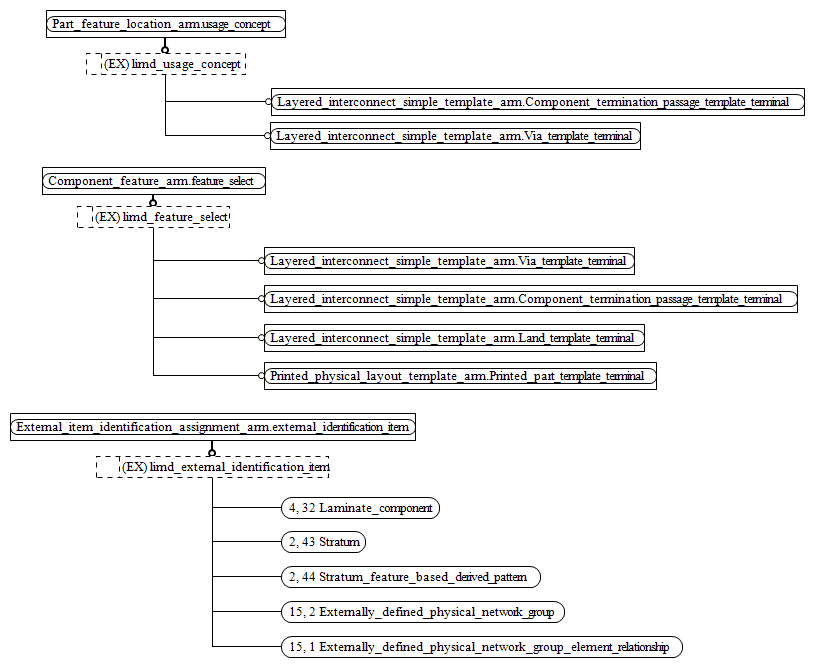 Part_feature_location_arm.usage_concept
(EX) limd_usage_concept
Layered_interconnect_simple_template_arm.Component_termination_passage_template_terminal
Layered_interconnect_simple_template_arm.Via_template_terminal
Component_feature_arm.feature_select
(EX) limd_feature_select
Layered_interconnect_simple_template_arm.Via_template_terminal
Layered_interconnect_simple_template_arm.Component_termination_passage_template_terminal
Layered_interconnect_simple_template_arm.Land_template_terminal
Printed_physical_layout_template_arm.Printed_part_template_terminal
External_item_identification_assignment_arm.external_identification_item
(EX) limd_external_identification_item
4, 32 Laminate_component
2, 43 Stratum
2, 44 Stratum_feature_based_derived_pattern
15, 2 Externally_defined_physical_network_group
15, 1 Externally_defined_physical_network_group_element_relationship